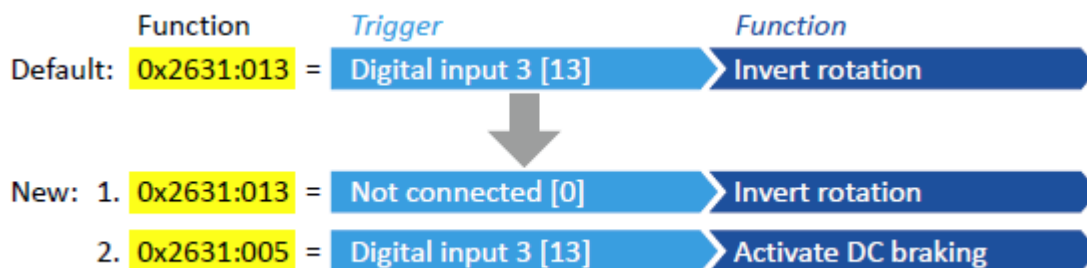 Function Trigger Function
Default: 0x2631:013 = Digital input 3 [13] Invert rotation
New: 1. 0x2631:013 = Not connected [0] Invert rotation
2. 0x2631:005 = Digital input 3 [13] Activate DC braking